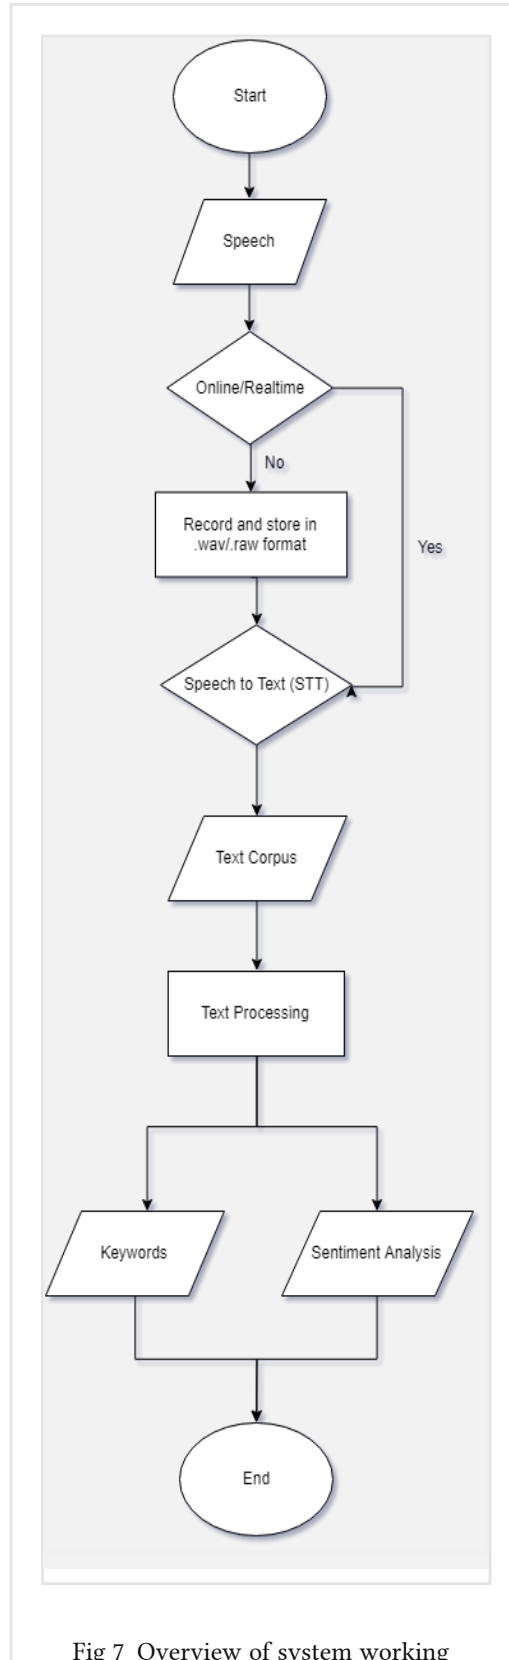 Start
Speech
Online/Realtime
No
Record and store in
.wav/.raw format
Yes
Speech to Text (STT)
Text Corpus
Text Processing
Keywords
Sentiment Analysis
End
Fig 7 Overview of system working